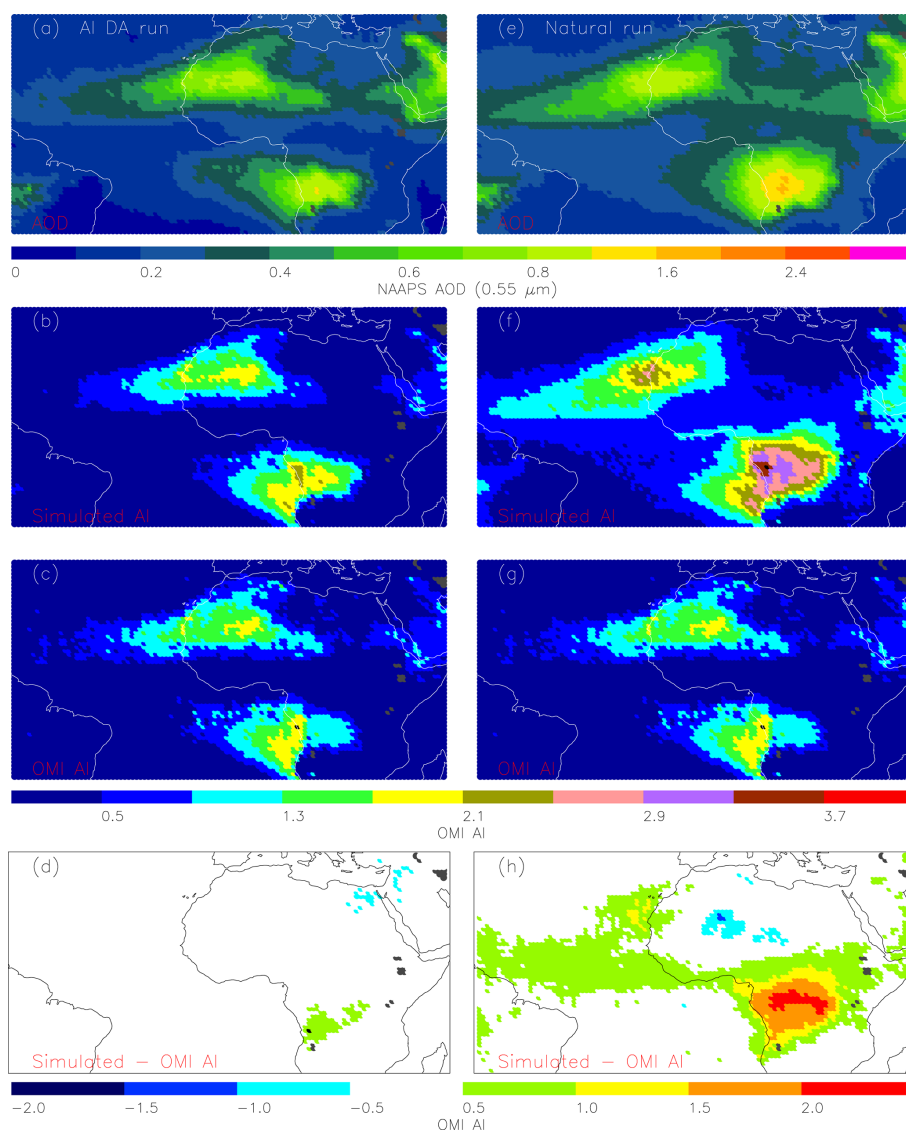 (a) AI DA run
(e) Natural run
AOD
AOD
0 0.2 0.4 0.6 0.8 1.6 2.4
NAAPS AOD (0.55 μm)
(b)
(f)
Simulated AI
Simulated AI
(c)
(g)
OMI AI
OMI AI
0.5 1.3 2.1 2.9 3.7
OMI AI
(d)
(h)
Simulated − OMI AI
Simulated − OMI AI
−2.0 −1.5 −1.0 −0.5 0.5 1.0 1.5 2.0
OMI AI